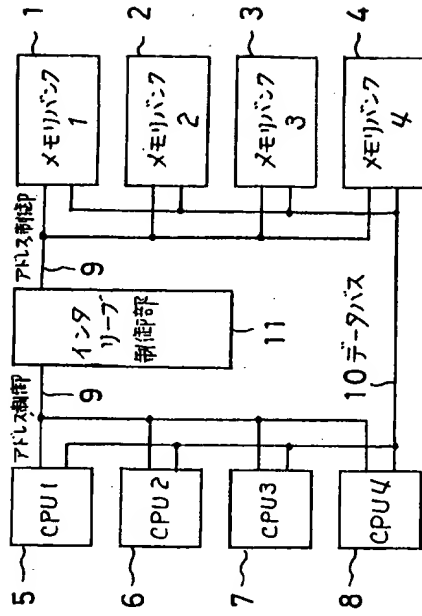 1
メモリバンク
1
2
メモリバンク
2
3
メモリバンク
3
4
メモリバンク
4
アドレス制御
9
インタ
リーブ
制御部
11
アドレス制御
9
10 データバス
5
CPU1
6
CPU2
7
CPU3
8
CPU4